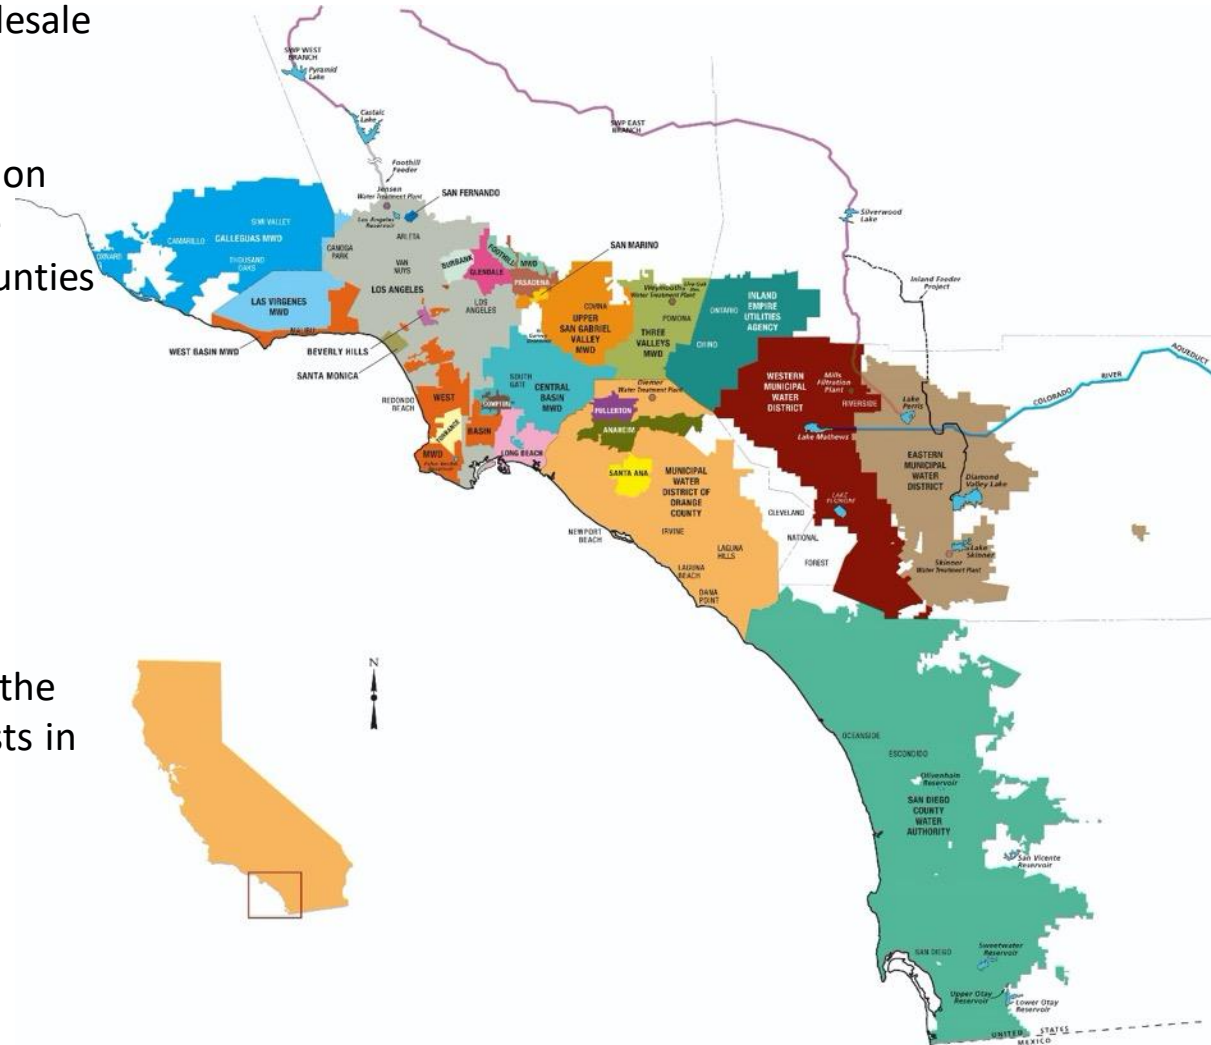 lesale
on
unties
the
sts in
SWP WEST
BRANCH
Pyramid
Lake
Castaic
Lake
Foothill
Feeder
Jensen
Water Treatment Plant
Los Angeles
Reservoir
SAN FERNANDO
SWP EAST
BRANCH
Silverwood
Lake
Inland Feeder
Project
SIMI VALLEY
CAMARILLO
CALLEGUAS MWD
OXNARD
THOUSAND
OAKS
LAS VIRGENES
MWD
MALIBU
WEST BASIN MWD
CANOGA
PARK
ARLETA
VAN
NUYS
LOS ANGELES
LOS
ANGELES
BURBANK
GLENDALE
FOOTHILL
MWD
PASADENA
SAN MARINO
BEVERLY HILLS
SANTA MONICA
REDONDO
BEACH
COVINA
UPPER
SAN GABRIEL
VALLEY
MWD
Weymouth
Water Treatment Plant
POMONA
THREE
VALLEYS
MWD
ONTARIO
INLAND
EMPIRE
UTILITIES
AGENCY
CHINO
SOUTH
GATE
CENTRAL
BASIN
MWD
COMPTON
WEST
BASIN
MWD
TORRANCE
LONG BEACH
Diemer
Water Treatment Plant
FULLERTON
ANAHEIM
SANTA ANA
MUNICIPAL
WATER
DISTRICT OF
ORANGE
COUNTY
IRVINE
NEWPORT
BEACH
LAGUNA
HILLS
LAGUNA
BEACH
DANA
POINT
WESTERN
MUNICIPAL
WATER
DISTRICT
Mills
Filtration
Plant
RIVERSIDE
Lake
Perris
Lake Mathews
COLORADO
RIVER
AQUEDUCT
EASTERN
MUNICIPAL
WATER
DISTRICT
Diamond
Valley Lake
LAKE
ELSINORE
CLEVELAND
NATIONAL
FOREST
Lake
Skinner
Skinner
Water Treatment Plant
N
OCEANSIDE
ESCONDIDO
Olivenhain
Reservoir
SAN DIEGO
COUNTY
WATER
AUTHORITY
San Vicente
Reservoir
SAN DIEGO
Sweetwater
Reservoir
Upper Otay
Reservoir
Lower Otay
Reservoir
UNITED STATES
MEXICO